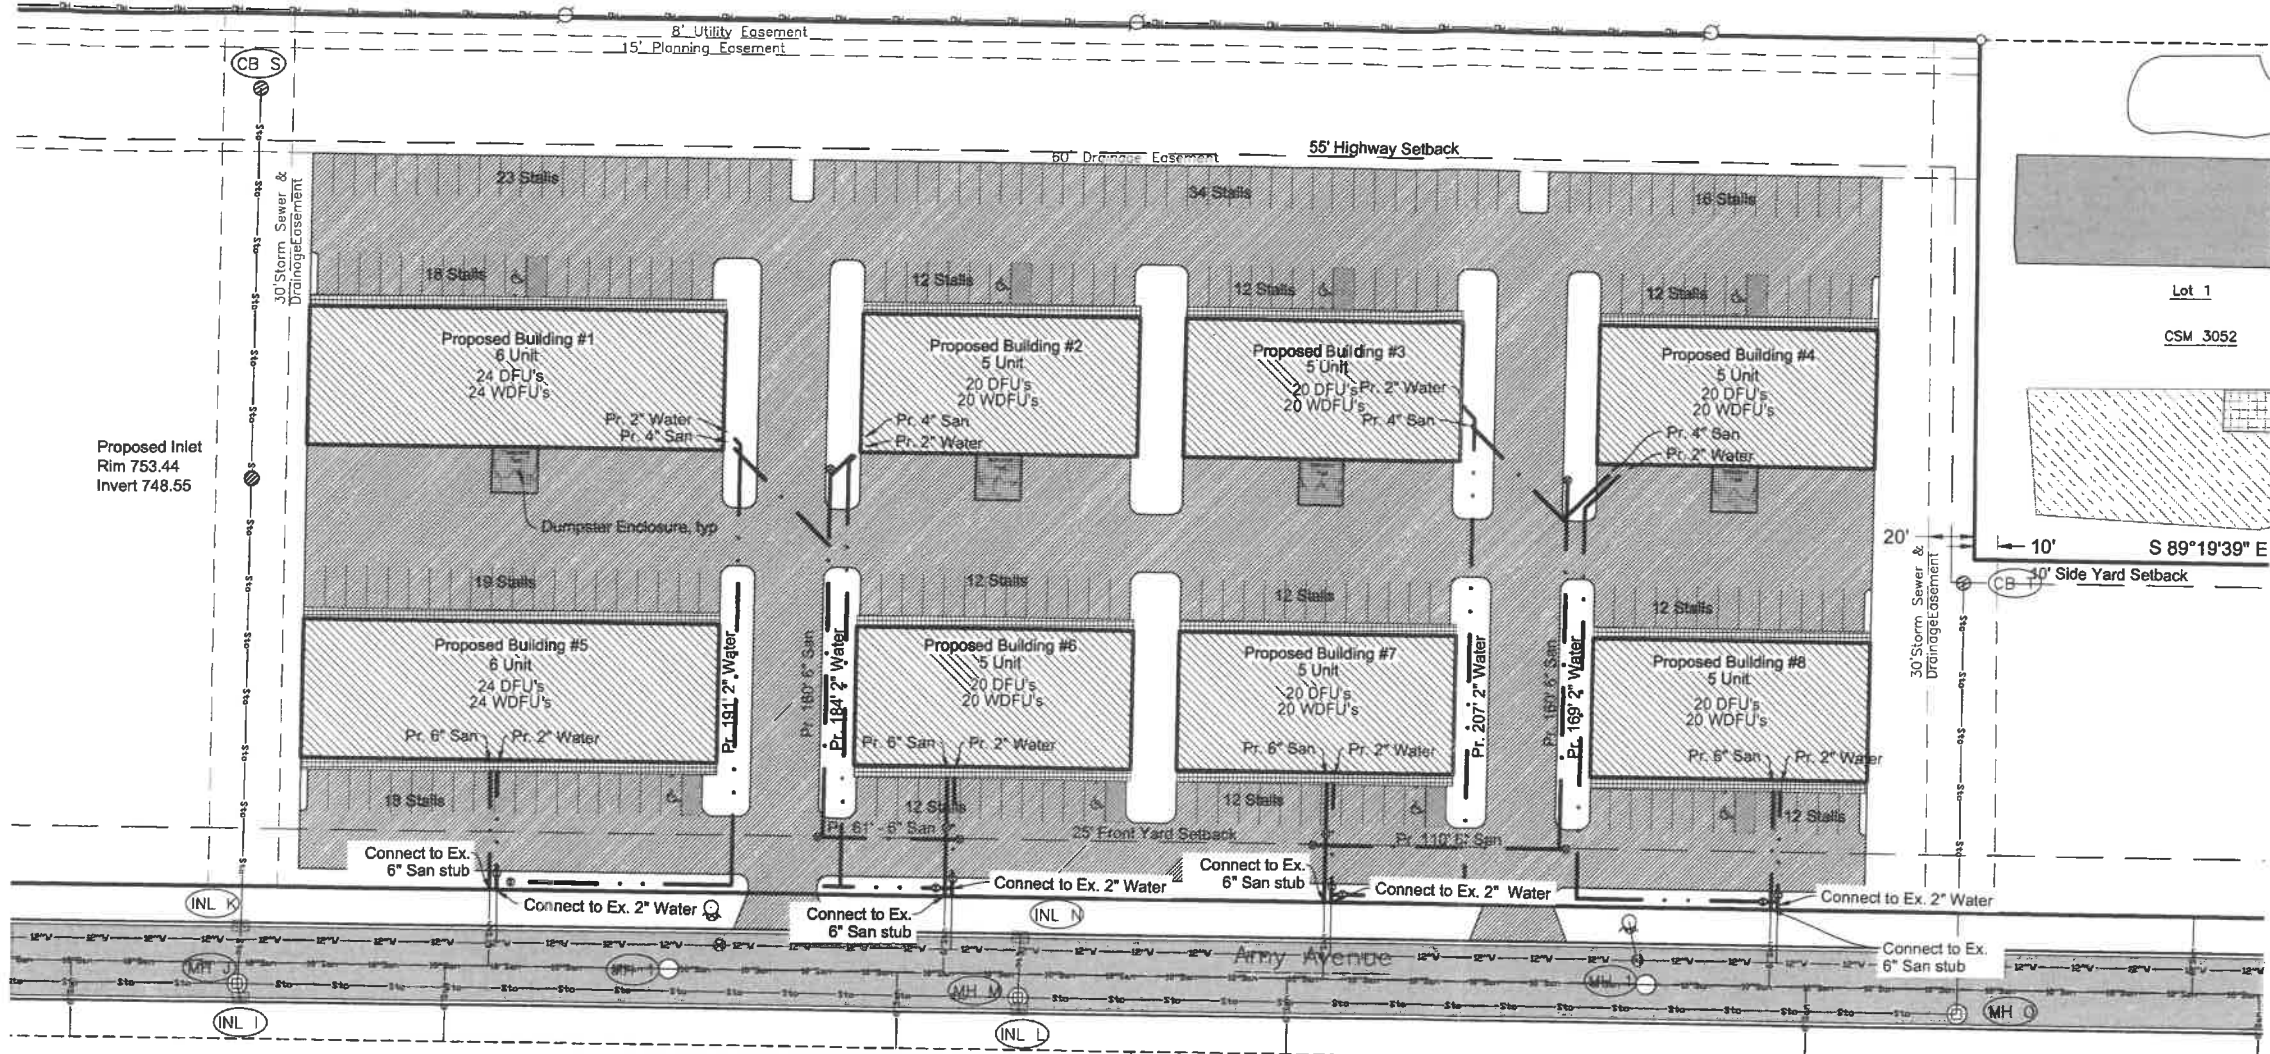 8' Utility Easement
15' Planning Easement
CB S
55' Highway Setback
60' Drainage Easement
30' Storm Sewer &
Drainage Easement
23 Stalls
34 Stalls
18 Stalls
12 Stalls
12 Stalls
12 Stalls
Lot 1
CSM 3052
Proposed Building #1
6 Unit
24 DFU's
24 WDFU's
Pr. 2" Water
Pr. 4" San
Proposed Building #2
5 Unit
20 DFU's
20 WDFU's
Pr. 4" San
Pr. 2" Water
Proposed Building #3
5 Unit
20 DFU's
20 WDFU's
Pr. 2" Water
Pr. 4" San
Proposed Building #4
5 Unit
20 DFU's
20 WDFU's
Pr. 4" San
Pr. 2" Water
Proposed Inlet
Rim 753.44
Invert 748.55
Dumpster Enclosure, typ
20'
10'
S 89°19'39" E
10' Side Yard Setback
CB T
30' Storm Sewer &
Drainage Easement
19 Stalls
12 Stalls
12 Stalls
12 Stalls
Proposed Building #5
6 Unit
24 DFU's
24 WDFU's
Pr. 6" San
Pr. 2" Water
Pr. 191' 2" Water
Pr. 160' 6" San
Pr. 184' 2" Water
Proposed Building #6
5 Unit
20 DFU's
20 WDFU's
Pr. 6" San
Pr. 2" Water
Proposed Building #7
5 Unit
20 DFU's
20 WDFU's
Pr. 6" San
Pr. 2" Water
Pr. 207' 2" Water
Pr. 160' 6" San
Pr. 169' 2" Water
Proposed Building #8
5 Unit
20 DFU's
20 WDFU's
Pr. 6" San
Pr. 2" Water
18 Stalls
12 Stalls
12 Stalls
12 Stalls
Pr. 61' - 6" San
25' Front Yard Setback
Pr. 110' 6" San
Connect to Ex.
6" San stub
Connect to Ex. 2" Water
Connect to Ex.
6" San stub
Connect to Ex. 2" Water
Connect to Ex.
6" San stub
Connect to Ex. 2" Water
Connect to Ex. 2" Water
Connect to Ex.
6" San stub
INL K
INL N
Amy Avenue
MH J
MH 1
MH M
MH 1
MH O
INL I
INL L